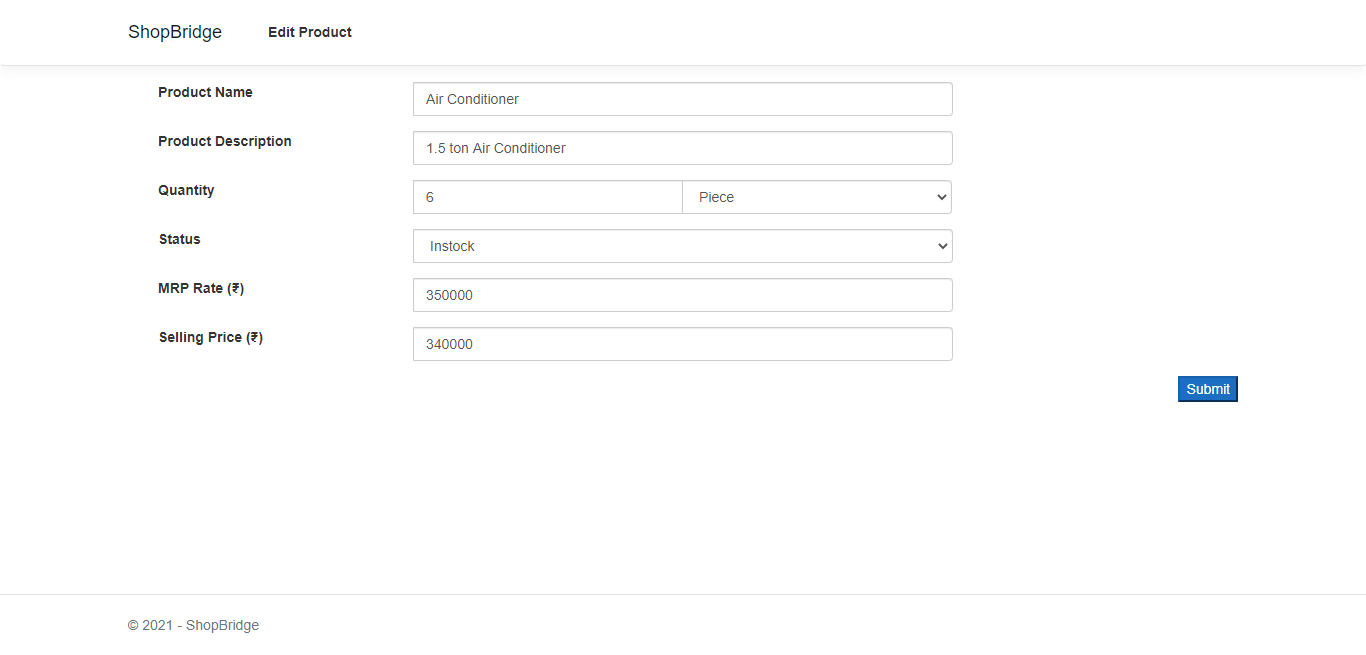 ShopBridge Edit Product
Product Name Air Conditioner
Product Description 1.5 ton Air Conditioner
Quantity 6 Piece
Status Instock
MRP Rate (₹) 350000
Selling Price (₹) 340000
Submit
© 2021 - ShopBridge